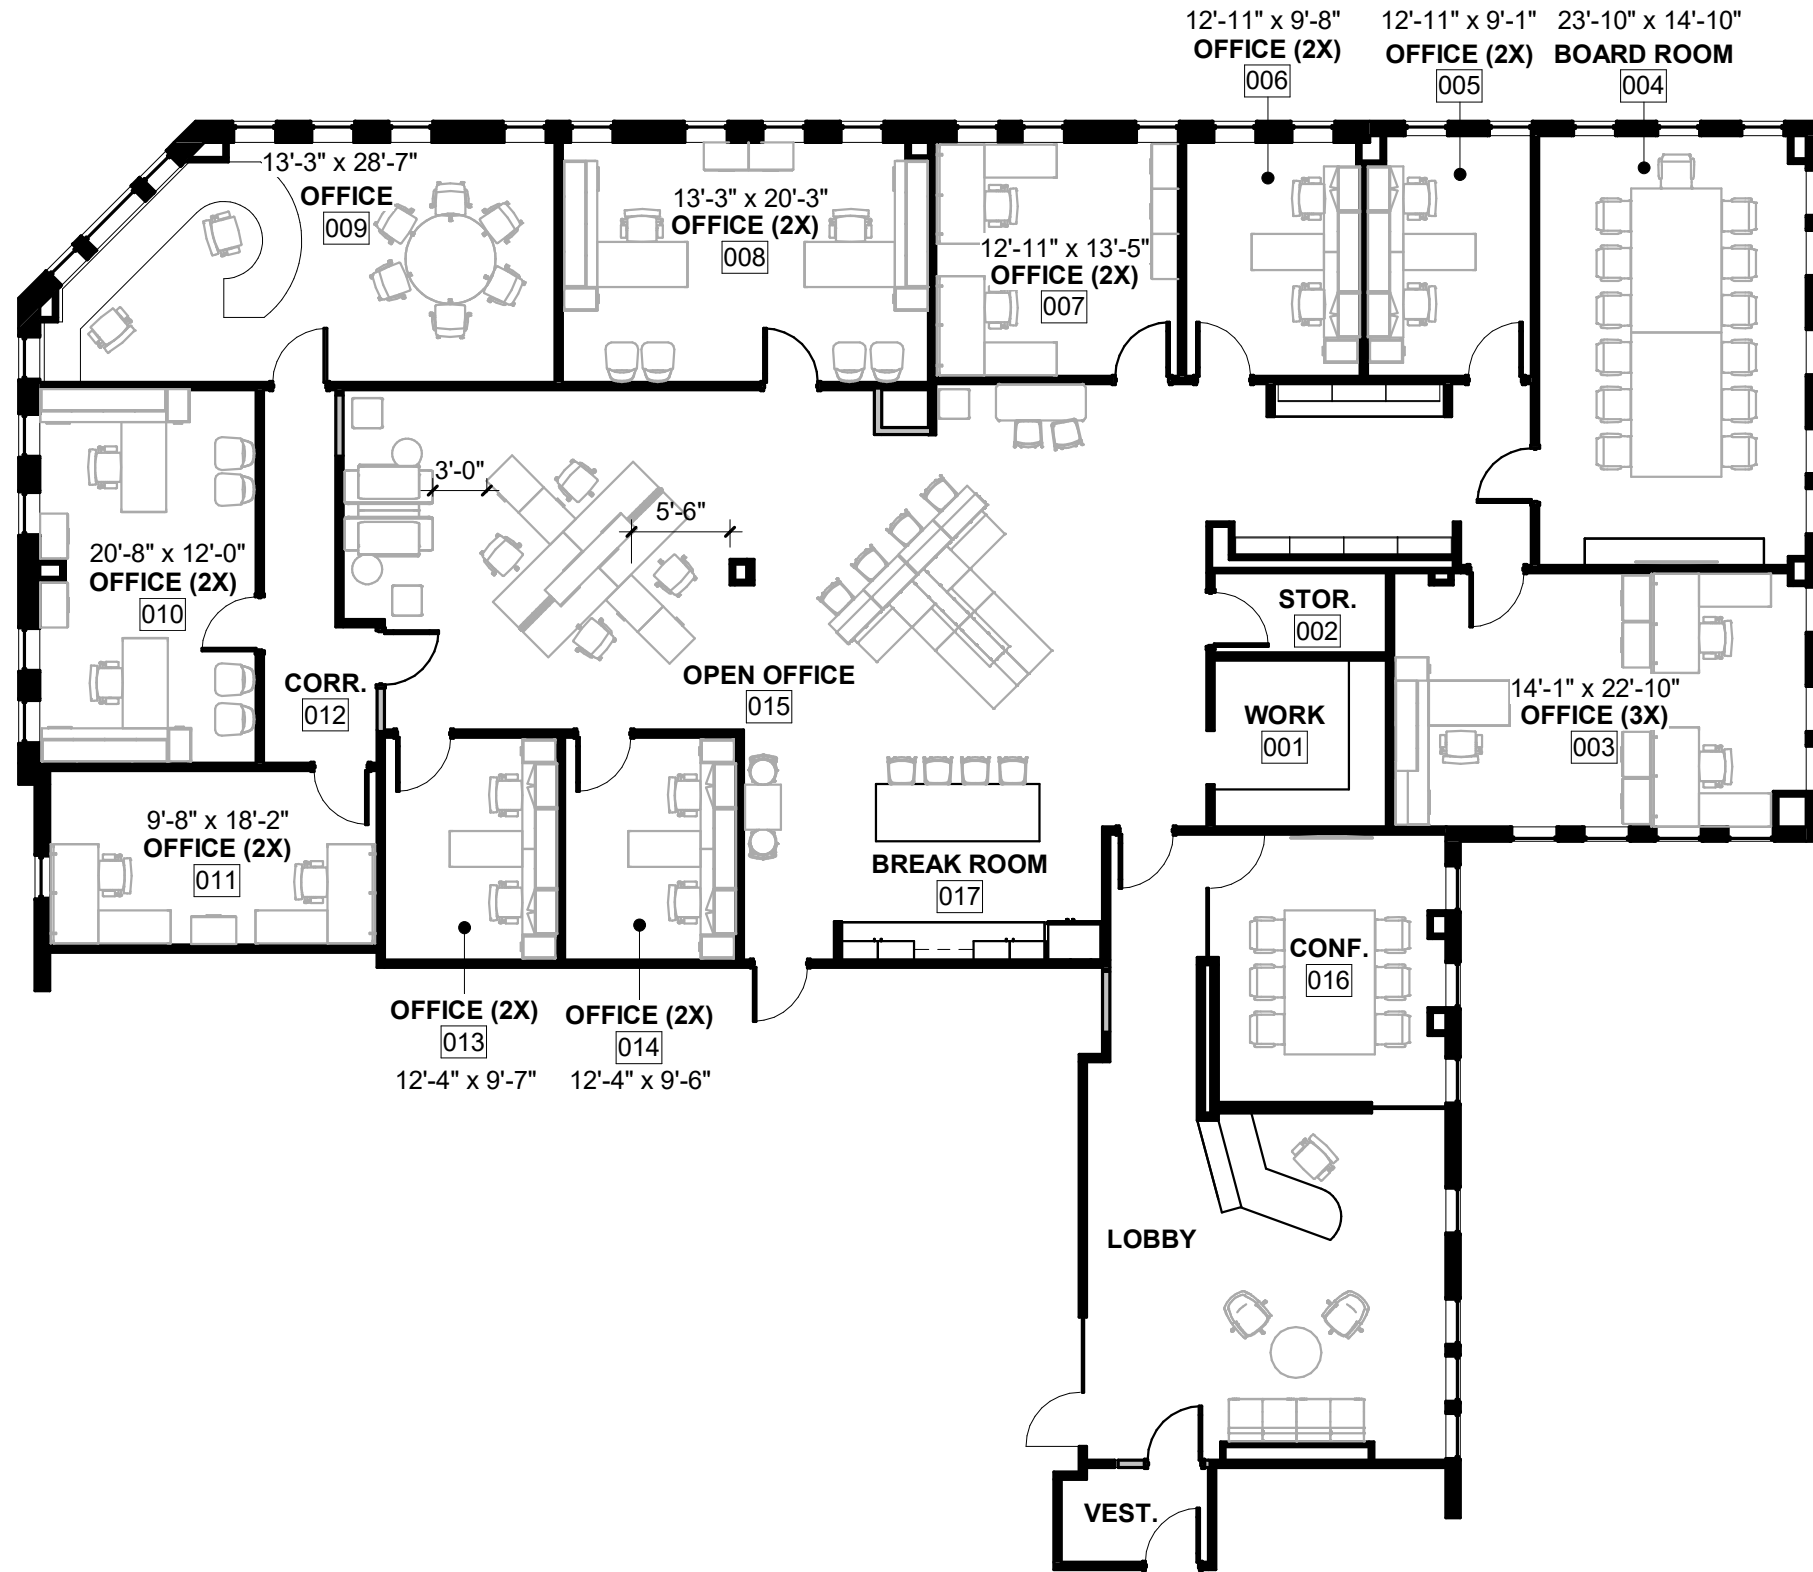 12'-11" x 9'-8"
OFFICE (2X)
006
12'-11" x 9'-1"
OFFICE (2X)
005
23'-10" x 14'-10"
BOARD ROOM
004
13'-3" x 28'-7"
OFFICE
009
13'-3" x 20'-3"
OFFICE (2X)
008
12'-11" x 13'-5"
OFFICE (2X)
007
3'-0"
5'-6"
20'-8" x 12'-0"
OFFICE (2X)
010
STOR.
002
CORR.
012
OPEN OFFICE
015
WORK
001
14'-1" x 22'-10"
OFFICE (3X)
003
9'-8" x 18'-2"
OFFICE (2X)
011
BREAK ROOM
017
CONF.
016
OFFICE (2X)
013
12'-4" x 9'-7"
OFFICE (2X)
014
12'-4" x 9'-6"
LOBBY
VEST.